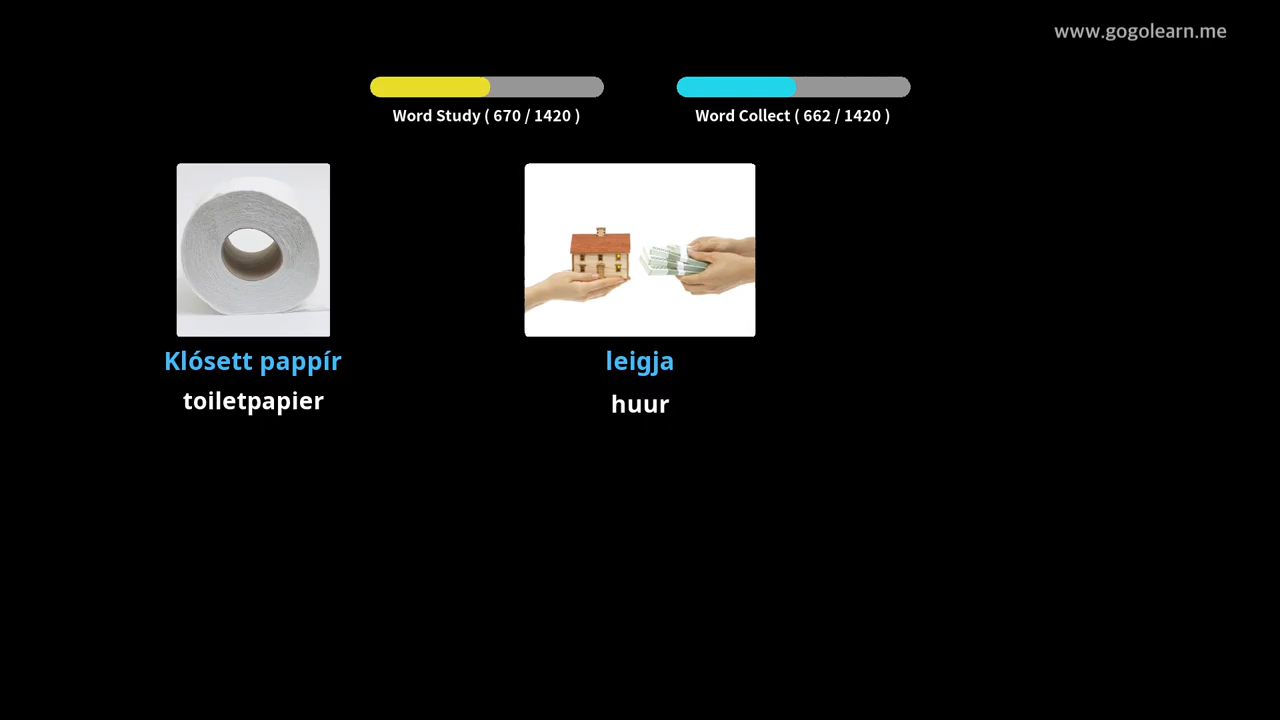 www.gogolearn.me
Word Study ( 670 / 1420 )
Word Collect ( 662 / 1420 )
Klósett pappír
toiletpapier
leigja
huur